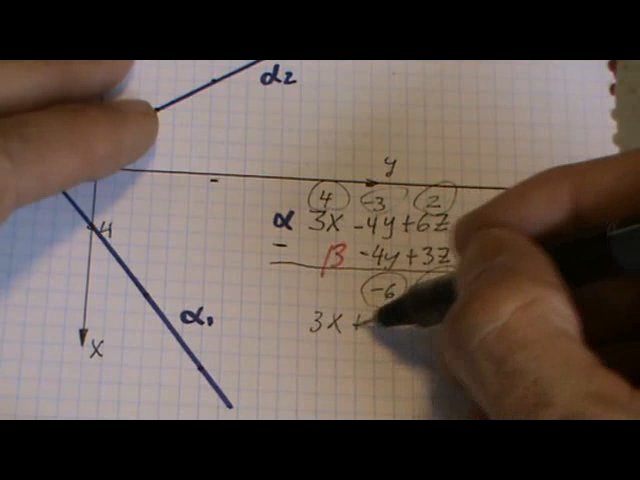 α2
y
4 -3 2
α 3x -4y +6z
4
- β -4y +3z
-6
α1 3x +
x